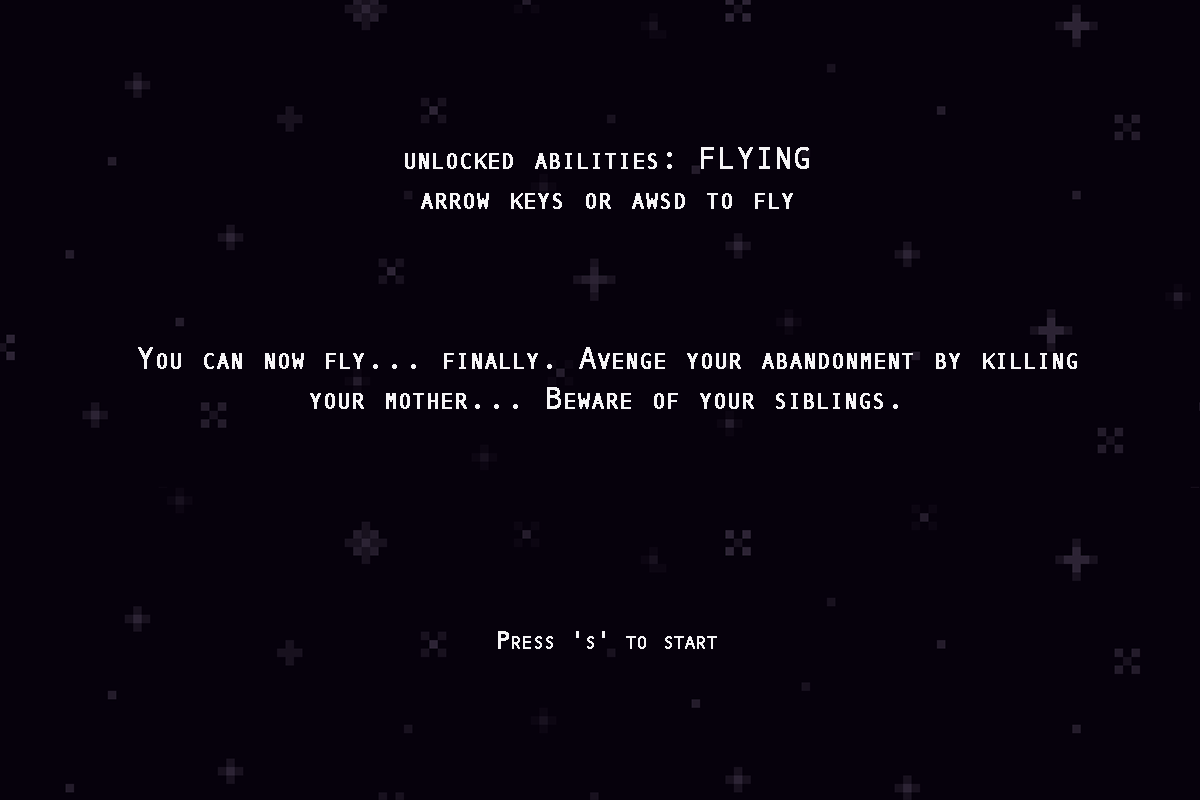 unlocked abilities: FLYING
arrow keys or awsd to fly
You can now fly... finally. Avenge your abandonment by killing
your mother... Beware of your siblings.
Press 's' to start